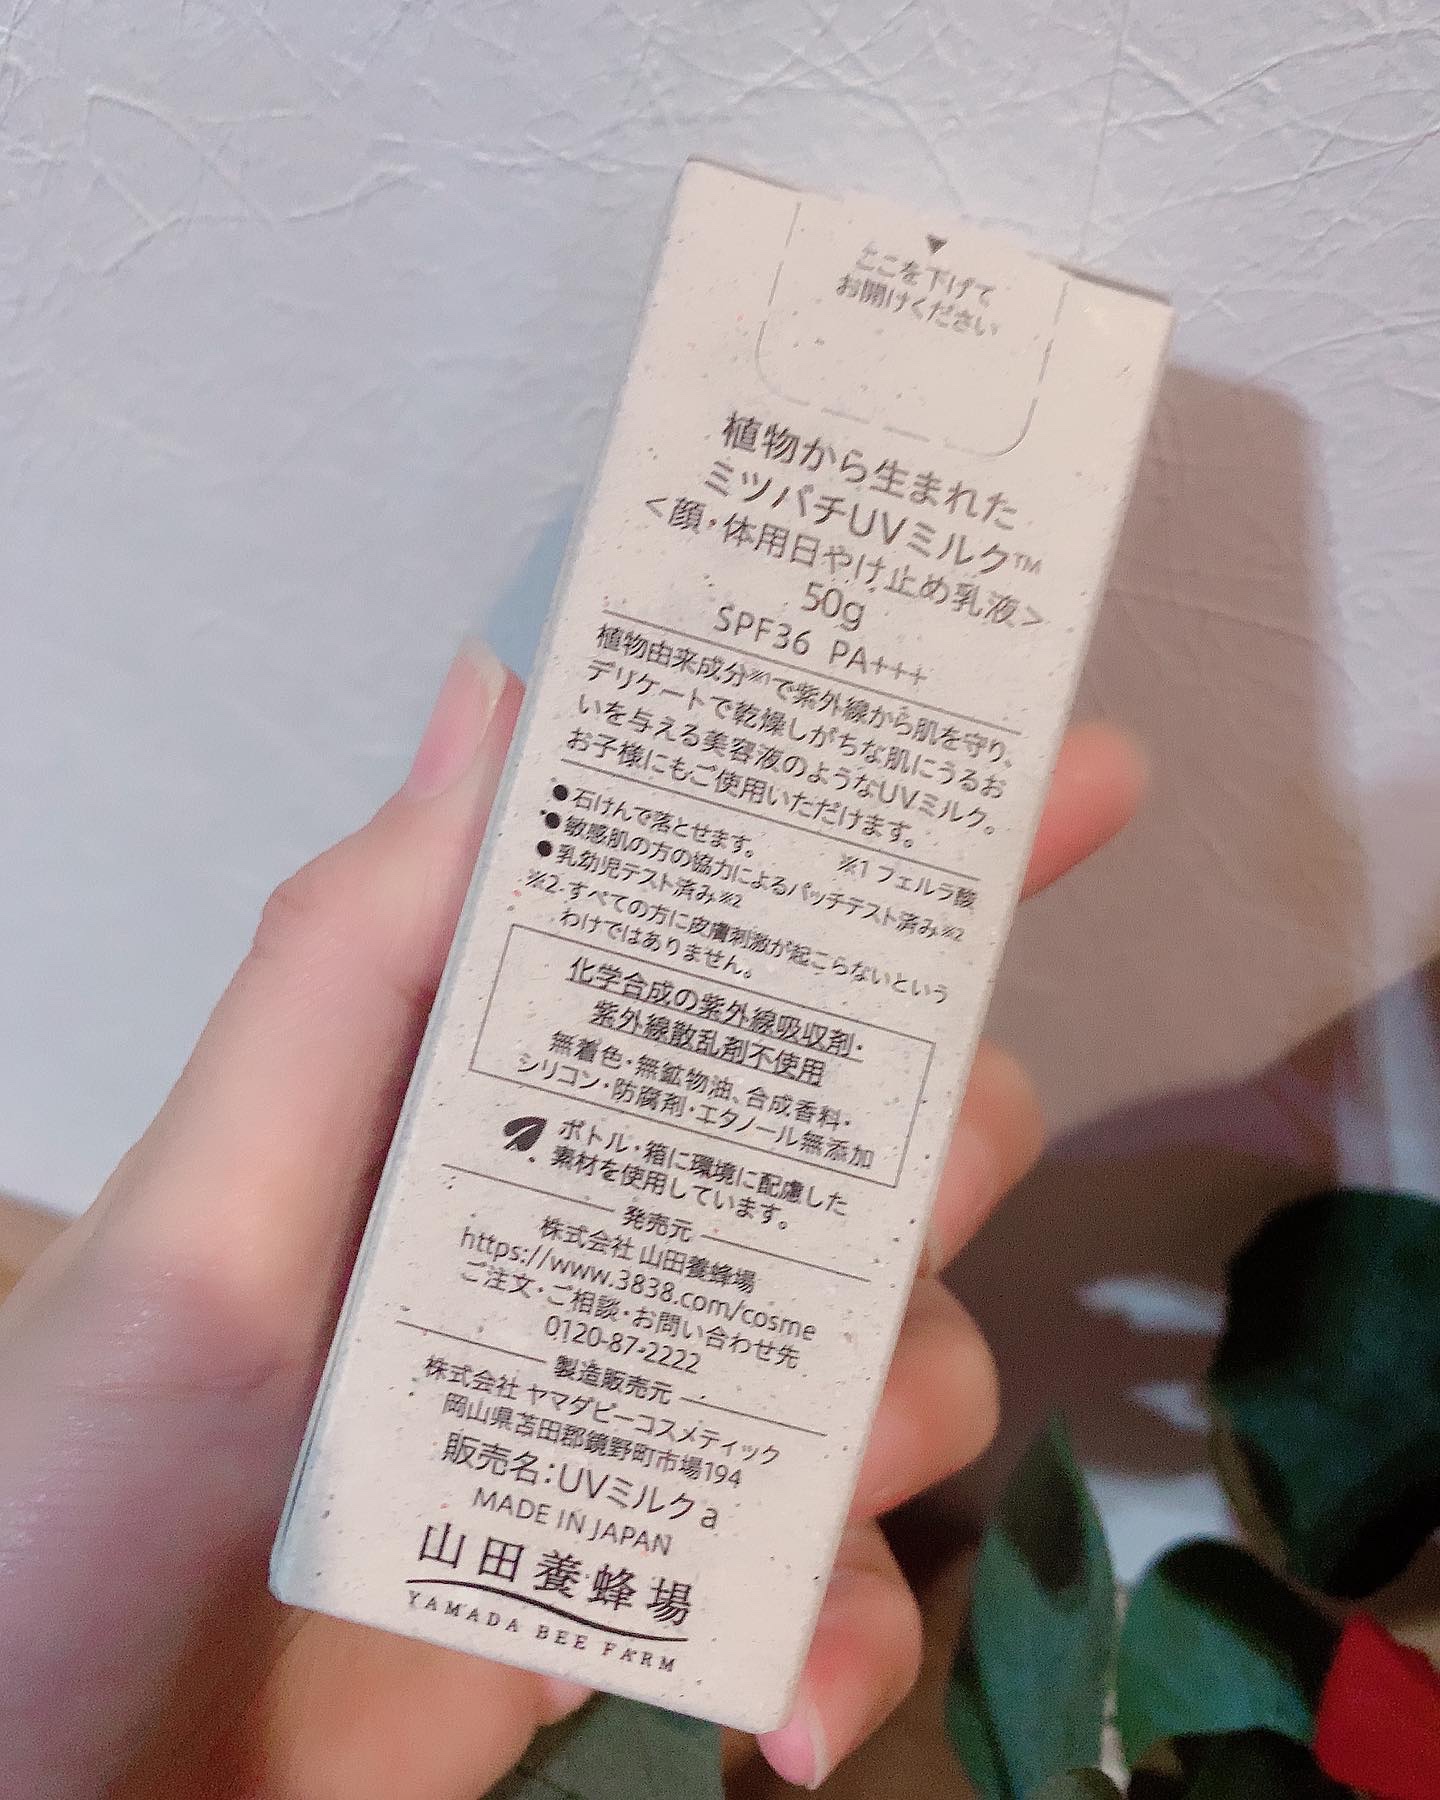 ここを下げて
お開けください
植物から生まれた
ミツバチUVミルク™
<顔・体用日やけ止め乳液>
50g
SPF36 PA+++
植物由来成分※1で紫外線から肌を守り、
デリケートで乾燥しがちな肌にうるお
いを与える美容液のようなUVミルク。
お子様にもご使用いただけます。
※1 フェルラ酸
●石けんで落とせます。
●敏感肌の方の協力によるパッチテスト済み※2
●乳幼児テスト済み※2
※2 すべての方に皮膚刺激が起こらないという
わけではありません。
化学合成の紫外線吸収剤・
紫外線散乱剤不使用
無着色・無鉱物油、合成香料・
シリコン・防腐剤・エタノール無添加
ボトル・箱に環境に配慮した
素材を使用しています。
発売元
株式会社 山田養蜂場
https://www.3838.com/cosme
ご注文・ご相談・お問い合わせ先
0120-87-2222
製造販売元
株式会社 ヤマダビーコスメティック
岡山県苫田郡鏡野町市場194
販売名:UVミルクa
MADE IN JAPAN
山田養蜂場
YAMADA BEE FARM